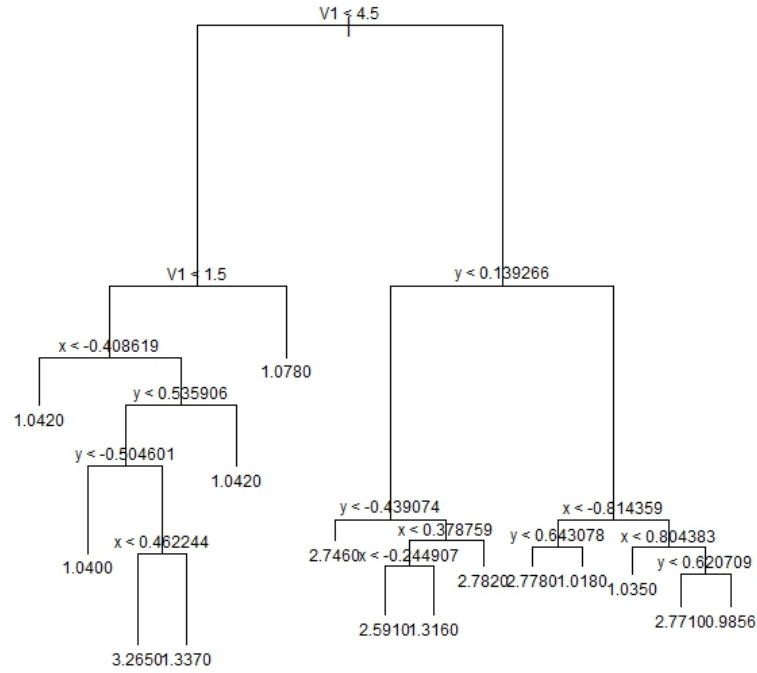 V1 < 4.5
V1 < 1.5
y < 0.139266
x < -0.408619
1.0780
1.0420
y < 0.535906
y < -0.504601
1.0420
1.0400
x < 0.462244
3.2650
1.3370
y < -0.439074
x < -0.814359
2.7460
x < 0.378759
x < -0.244907
2.7820
2.5910
1.3160
y < 0.643078
x < 0.804383
2.7780
1.0180
1.0350
y < 0.620709
2.7710
0.9856